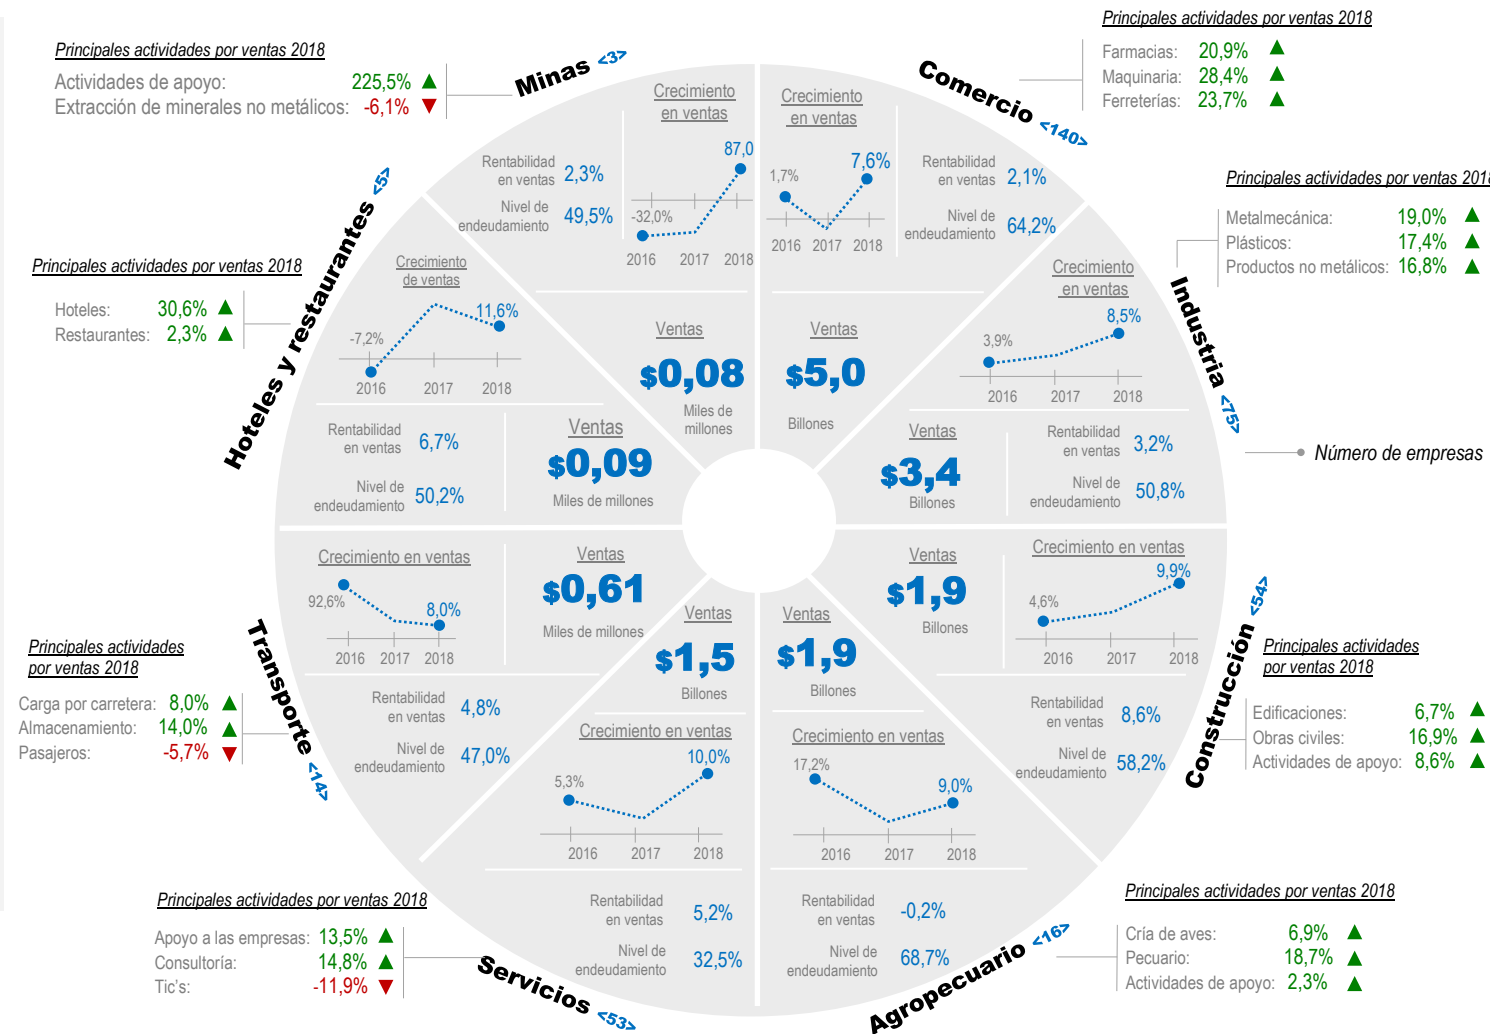 Principales actividades por ventas 2018
Actividades de apoyo: 225,5%
Extracción de minerales no metálicos: -6,1%
Minas <3>
Crecimiento
en ventas
87,0
-32,0%
2016 2017 2018
Rentabilidad
en ventas 2,3%
Nivel de
endeudamiento 49,5%
Ventas
$0,08
Miles de
millones
Principales actividades por ventas 2018
Farmacias: 20,9%
Maquinaria: 28,4%
Ferreterías: 23,7%
Comercio <140>
Crecimiento
en ventas
1,7%
7,6%
2016 2017 2018
Rentabilidad
en ventas 2,1%
Nivel de
endeudamiento 64,2%
Ventas
$5,0
Billones
Principales actividades por ventas 2018
Metalmecánica: 19,0%
Plásticos: 17,4%
Productos no metálicos: 16,8%
Industria <75>
Crecimiento
en ventas
3,9%
8,5%
2016 2017 2018
Ventas
$3,4
Billones
Rentabilidad
en ventas 3,2%
Nivel de
endeudamiento 50,8%
Número de empresas
Principales actividades por ventas 2018
Hoteles: 30,6%
Restaurantes: 2,3%
Hoteles y restaurantes <5>
Crecimiento
de ventas
-7,2%
11,6%
2016 2017 2018
Rentabilidad
en ventas 6,7%
Nivel de
endeudamiento 50,2%
Ventas
$0,09
Miles de millones
Crecimiento en ventas
92,6%
8,0%
2016 2017 2018
Ventas
$0,61
Miles de millones
Rentabilidad
en ventas 4,8%
Nivel de
endeudamiento 47,0%
Transporte <14>
Principales actividades
por ventas 2018
Carga por carretera: 8,0%
Almacenamiento: 14,0%
Pasajeros: -5,7%
Ventas
$1,9
Billones
Crecimiento en ventas
4,6%
9,9%
2016 2017 2018
Rentabilidad
en ventas 8,6%
Nivel de
endeudamiento 58,2%
Construcción <54>
Principales actividades
por ventas 2018
Edificaciones: 6,7%
Obras civiles: 16,9%
Actividades de apoyo: 8,6%
Ventas
$1,5
Billones
Crecimiento en ventas
5,3%
10,0%
2016 2017 2018
Rentabilidad
en ventas 5,2%
Nivel de
endeudamiento 32,5%
Servicios <53>
Principales actividades por ventas 2018
Apoyo a las empresas: 13,5%
Consultoría: 14,8%
Tic's: -11,9%
Ventas
$1,9
Billones
Crecimiento en ventas
17,2%
9,0%
2016 2017 2018
Rentabilidad
en ventas -0,2%
Nivel de
endeudamiento 68,7%
Agropecuario <16>
Principales actividades por ventas 2018
Cría de aves: 6,9%
Pecuario: 18,7%
Actividades de apoyo: 2,3%